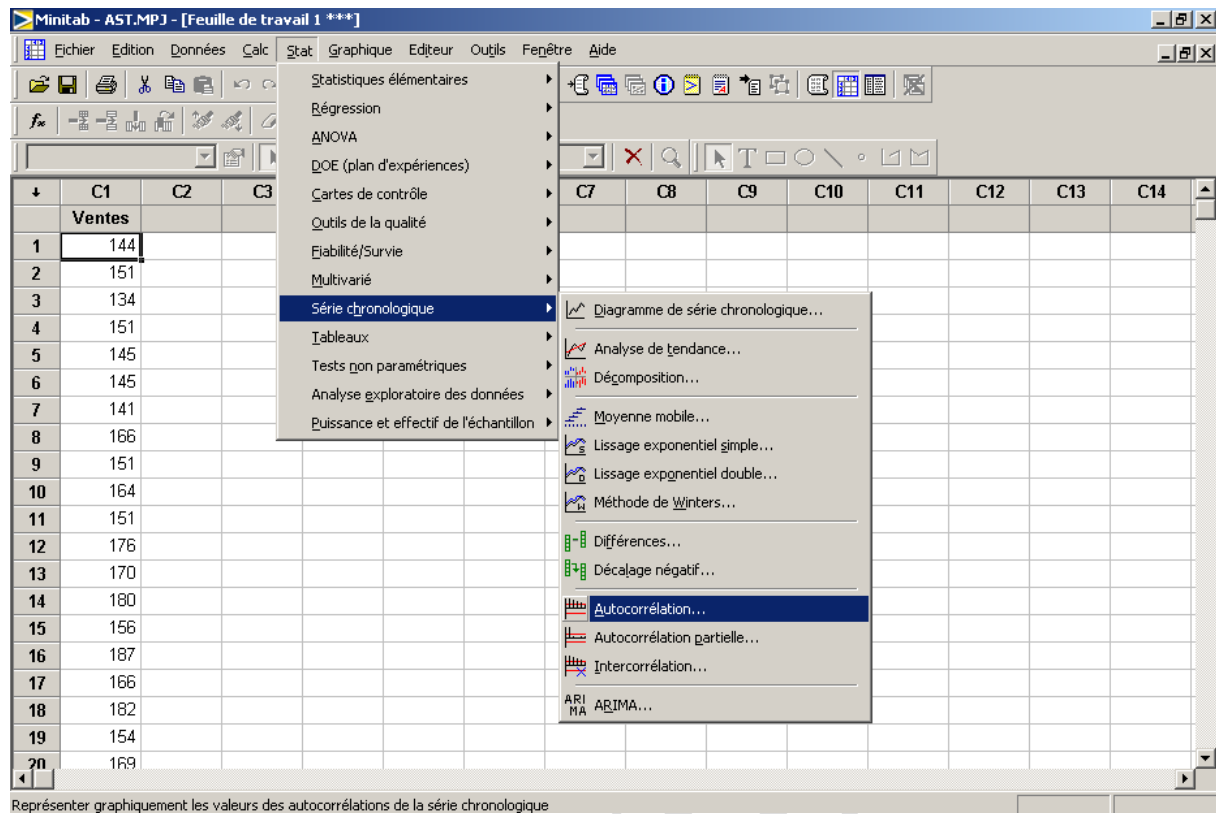 Minitab - AST.MPJ - [Feuille de travail 1 ***]
Fichier Edition Données Calc Stat Graphique Editeur Outils Fenêtre Aide
Statistiques élémentaires
Régression
ANOVA
DOE (plan d'expériences)
Cartes de contrôle
Outils de la qualité
Fiabilité/Survie
Multivarié
Série chronologique
Tableaux
Tests non paramétriques
Analyse exploratoire des données
Puissance et effectif de l'échantillon
Diagramme de série chronologique...
Analyse de tendance...
Décomposition...
Moyenne mobile...
Lissage exponentiel simple...
Lissage exponentiel double...
Méthode de Winters...
Différences...
Décalage négatif...
Autocorrélation...
Autocorrélation partielle...
Intercorrélation...
ARI MA ARIMA...
C1 C2 C3 C7 C8 C9 C10 C11 C12 C13 C14
Ventes
1 144
2 151
3 134
4 151
5 145
6 145
7 141
8 166
9 151
10 164
11 151
12 176
13 170
14 180
15 156
16 187
17 166
18 182
19 154
20 169
Représenter graphiquement les valeurs des autocorrélations de la série chronologique